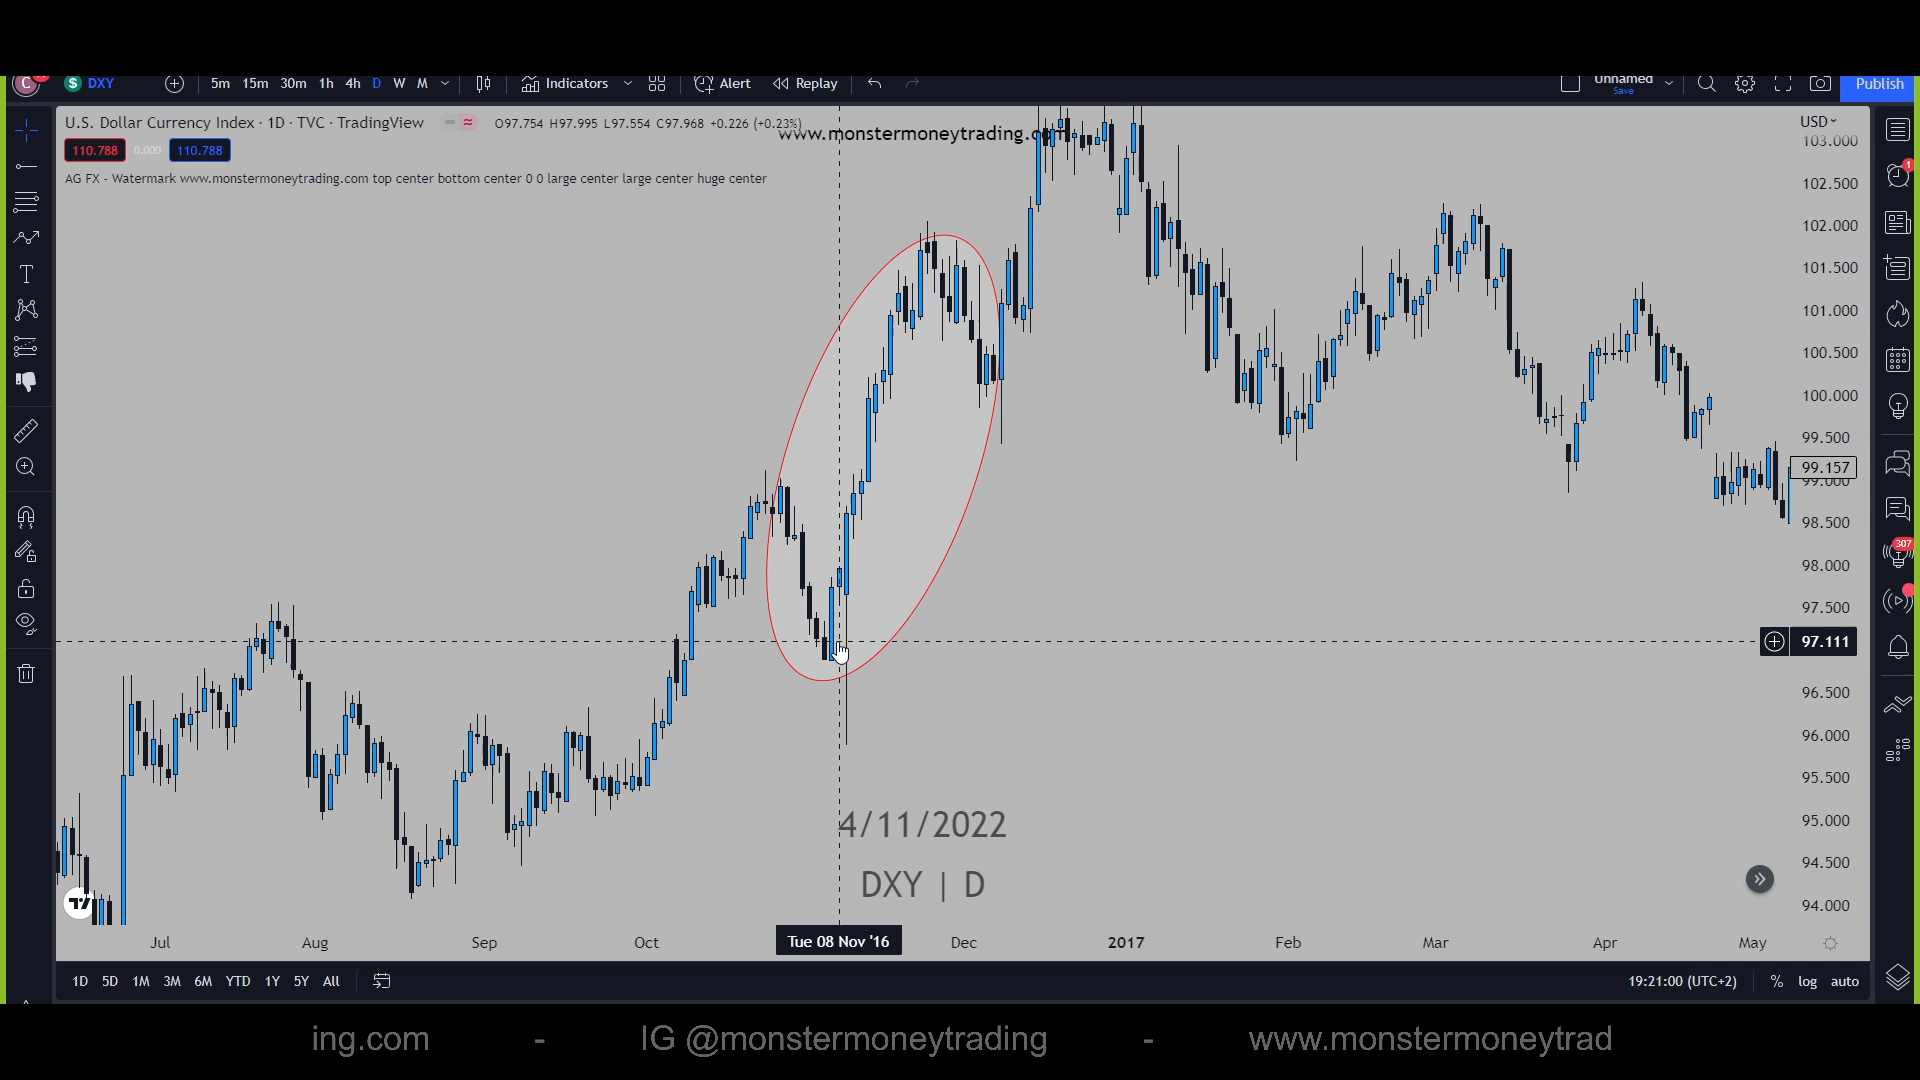 C
$ DXY
5m 15m 30m 1h 4h D W M
Indicators
Alert
Replay
Unnamed
Save
Publish
U.S. Dollar Currency Index · 1D · TVC · TradingView
O97.754 H97.995 L97.554 C97.968 +0.226 (+0.23%)
www.monstermoneytrading.com
USD
110.788 0.000 110.788
AG FX - Watermark www.monstermoneytrading.com top center bottom center 0 0 large center large center huge center
103.000
102.500
102.000
101.500
101.000
100.500
100.000
99.500
99.157
99.000
98.500
98.000
97.500
97.111
96.500
96.000
95.500
95.000
94.500
94.000
1
307
4/11/2022
DXY | D
Jul Aug Sep Oct Tue 08 Nov '16 Dec 2017 Feb Mar Apr May
1D 5D 1M 3M 6M YTD 1Y 5Y All
19:21:00 (UTC+2) % log auto
ing.com - IG @monstermoneytrading - www.monstermoneytrad